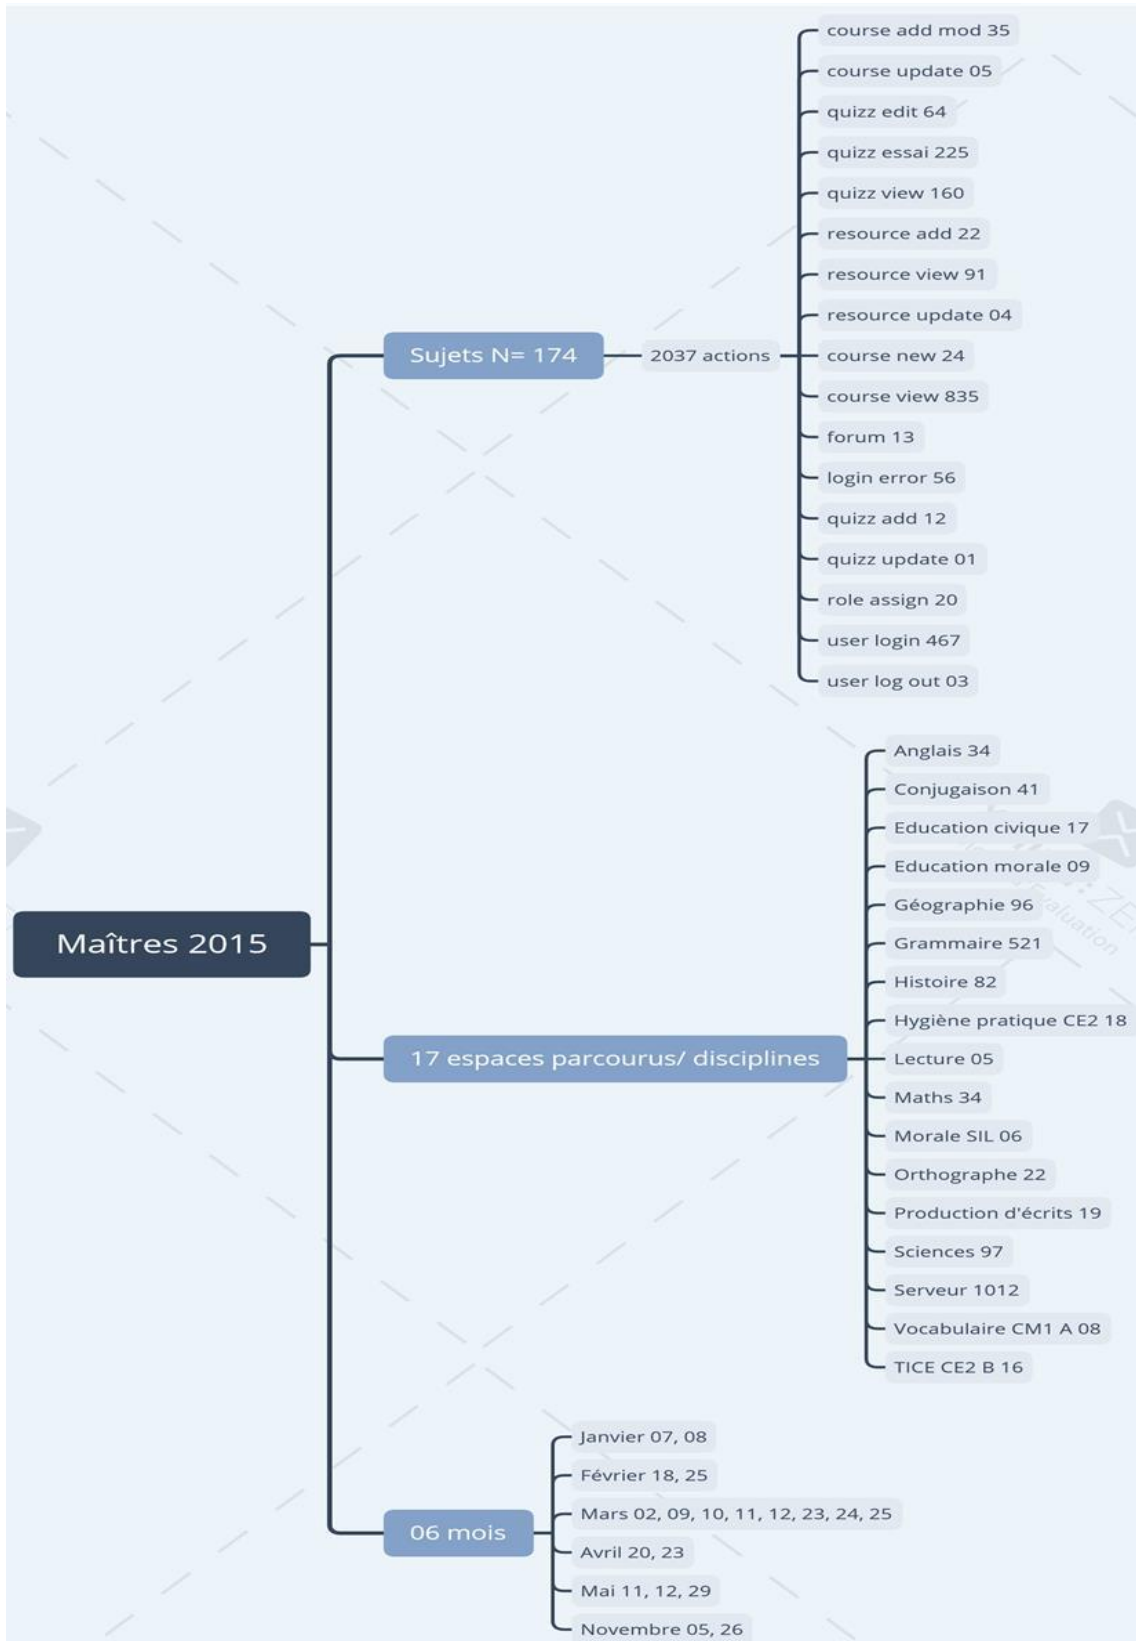 course add mod 35
course update 05
quizz edit 64
quizz essai 225
quizz view 160
resource add 22
resource view 91
resource update 04
Sujets N= 174
2037 actions
course new 24
course view 835
forum 13
login error 56
quizz add 12
quizz update 01
role assign 20
user login 467
user log out 03
Maîtres 2015
17 espaces parcourus/ disciplines
Anglais 34
Conjugaison 41
Education civique 17
Education morale 09
Géographie 96
Grammaire 521
Histoire 82
Hygiène pratique CE2 18
Lecture 05
Maths 34
Morale SIL 06
Orthographe 22
Production d'écrits 19
Sciences 97
Serveur 1012
Vocabulaire CM1 A 08
TICE CE2 B 16
06 mois
Janvier 07, 08
Février 18, 25
Mars 02, 09, 10, 11, 12, 23, 24, 25
Avril 20, 23
Mai 11, 12, 29
Novembre 05, 26
Evaluation